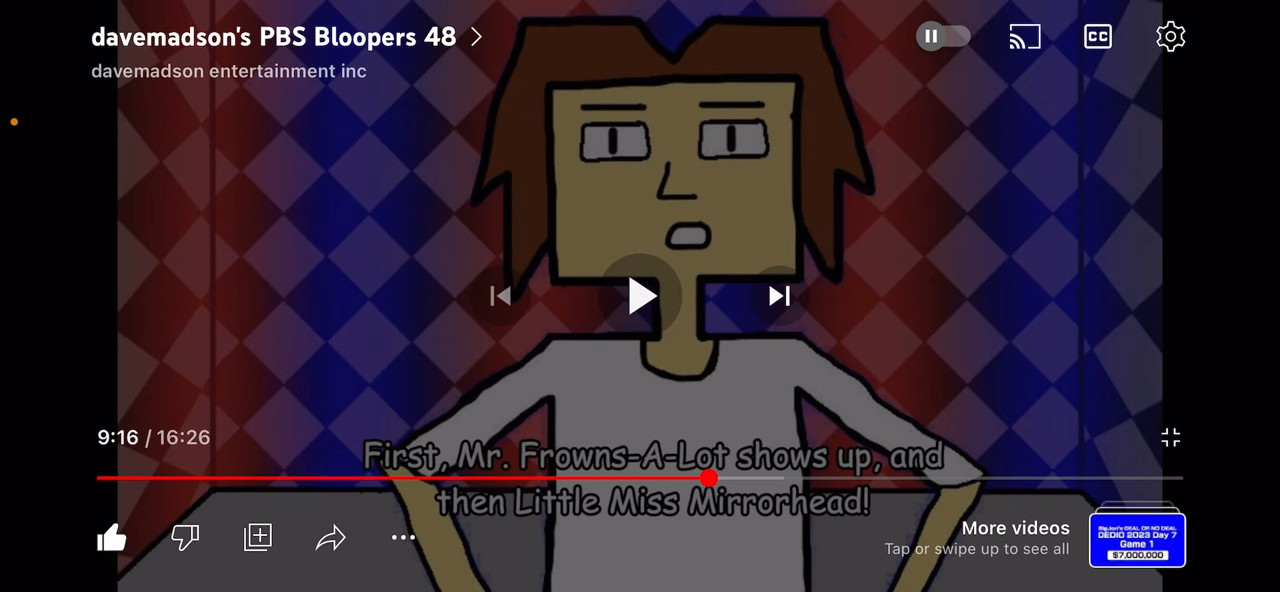 davemadson's PBS Bloopers 48
davemadson entertainment inc
CC
9:16 / 16:26
First, Mr. Frowns-A-Lot shows up, and
then Little Miss Mirrorhead!
More videos
Tap or swipe up to see all
BigJon's DEAL OR NO DEAL
DEDIO 2023 Day 7
Game 1
$7,000,000